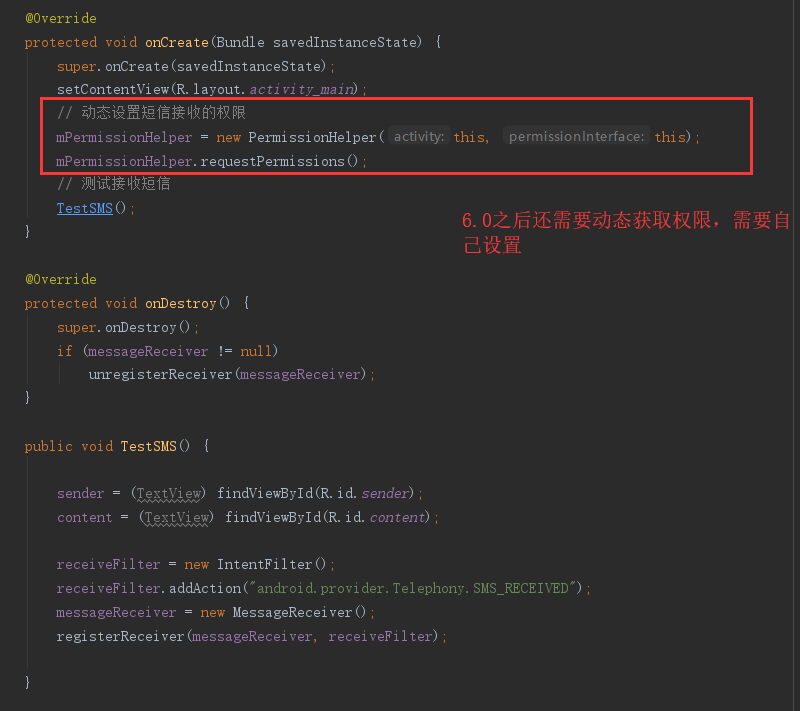 @Override
protected void onCreate(Bundle savedInstanceState) {
super.onCreate(savedInstanceState);
setContentView(R.layout.activity_main);
// 动态设置短信接收的权限
mPermissionHelper = new PermissionHelper( activity: this, permissionInterface: this);
mPermissionHelper.requestPermissions();
// 测试接收短信
TestSMS();
6.0之后还需要动态获取权限，需要自
己设置
}
@Override
protected void onDestroy() {
super.onDestroy();
if (messageReceiver != null)
unregisterReceiver(messageReceiver);
}
public void TestSMS() {
sender = (TextView) findViewById(R.id.sender);
content = (TextView) findViewById(R.id.content);
receiveFilter = new IntentFilter();
receiveFilter.addAction("android.provider.Telephony.SMS_RECEIVED");
messageReceiver = new MessageReceiver();
registerReceiver(messageReceiver, receiveFilter);
}